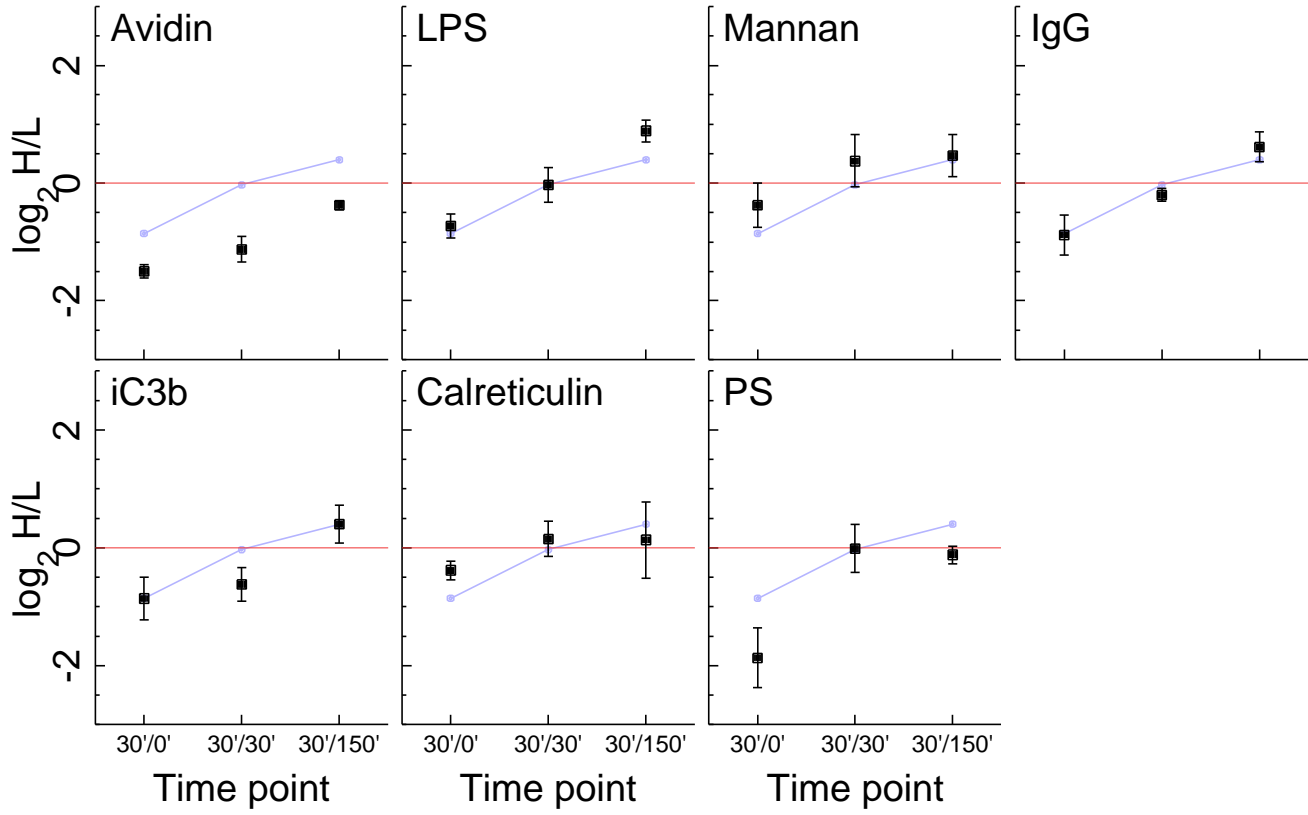 Avidin LPS Mannan IgG
log2 H/L
2
0
-2
iC3b Calreticulin PS
log2 H/L
2
0
-2
30'/0' 30'/30' 30'/150' 30'/0' 30'/30' 30'/150' 30'/0' 30'/30' 30'/150'
Time point Time point Time point